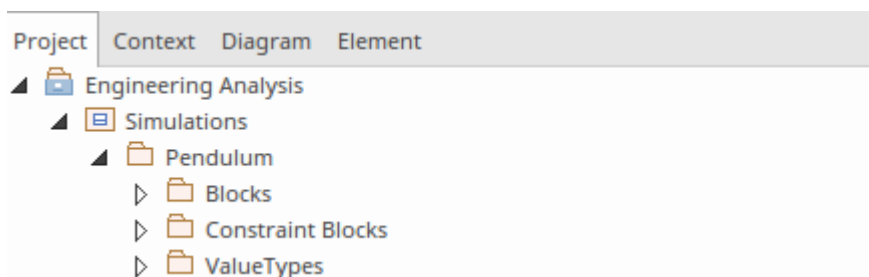 Project Context Diagram Element
Engineering Analysis
Simulations
Pendulum
Blocks
Constraint Blocks
ValueTypes